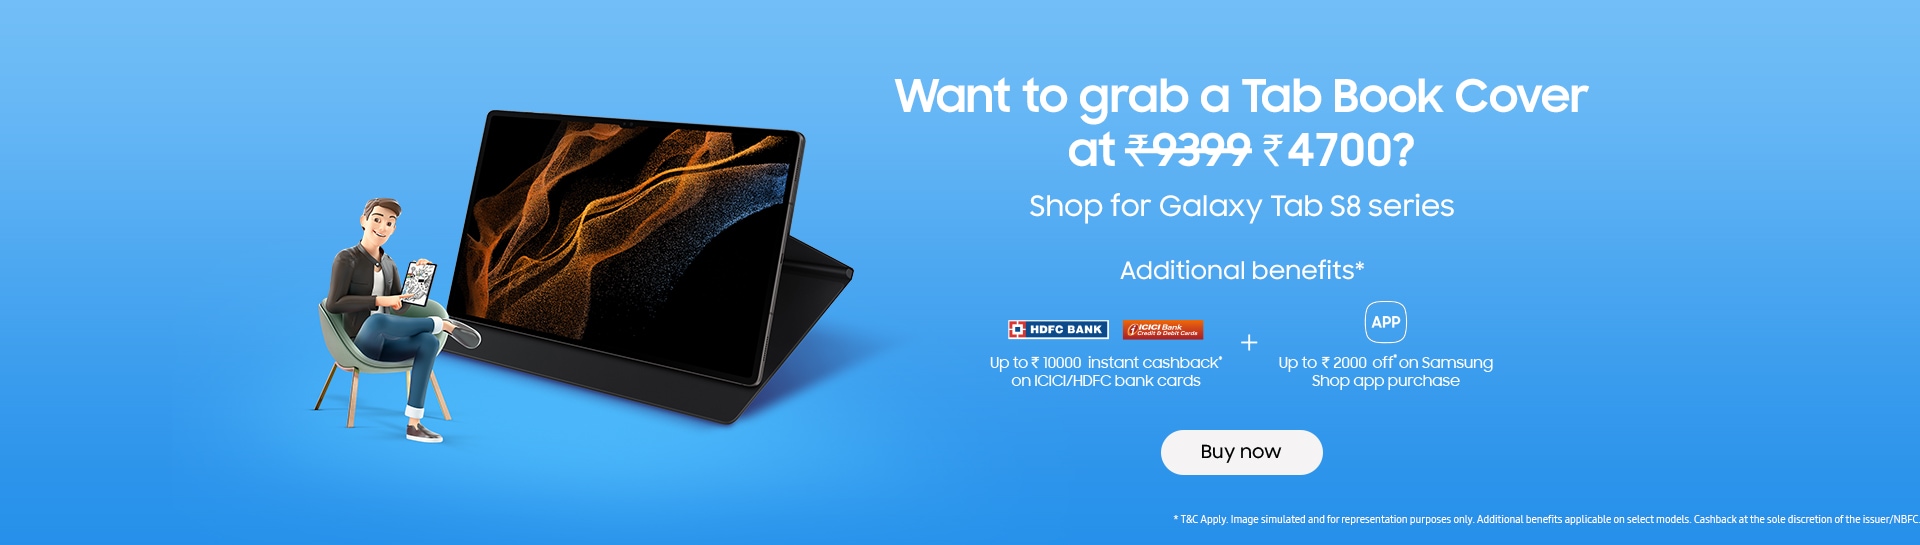 Want to grab a Tab Book Cover
at ₹9399 ₹4700?
Shop for Galaxy Tab S8 series
Additional benefits*
HDFC BANK
ICICI Bank
Credit & Debit Cards
Up to ₹ 10000 instant cashback*
on ICICI/HDFC bank cards
+
APP
Up to ₹ 2000 off* on Samsung
Shop app purchase
Buy now
* T&C Apply. Image simulated and for representation purposes only. Additional benefits applicable on select models. Cashback at the sole discretion of the issuer/NBFC.